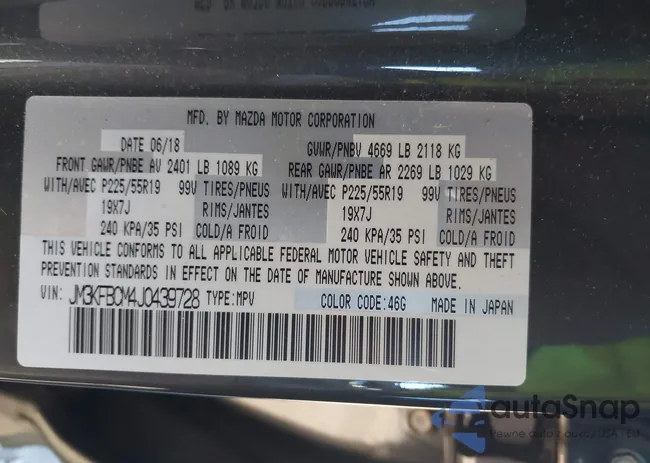 MFD. BY MAZDA MOTOR CORPORATION
DATE 06/18 GVWR/PNBV 4669 LB 2118 KG
FRONT GAWR/PNBE AV 2401 LB 1089 KG REAR GAWR/PNBE AR 2269 LB 1029 KG
WITH/AVEC P225/55R19 99V TIRES/PNEUS WITH/AVEC P225/55R19 99V TIRES/PNEUS
19X7J RIMS/JANTES 19X7J RIMS/JANTES
240 KPA/35 PSI COLD/A FROID 240 KPA/35 PSI COLD/A FROID
THIS VEHICLE CONFORMS TO ALL APPLICABLE FEDERAL MOTOR VEHICLE SAFETY AND THEFT
PREVENTION STANDARDS IN EFFECT ON THE DATE OF MANUFACTURE SHOWN ABOVE.
VIN: JM3KFBCM4J0439728 TYPE:MPV COLOR CODE:46G MADE IN JAPAN
autoSnap
Pewne auto z aukcji USA i EU